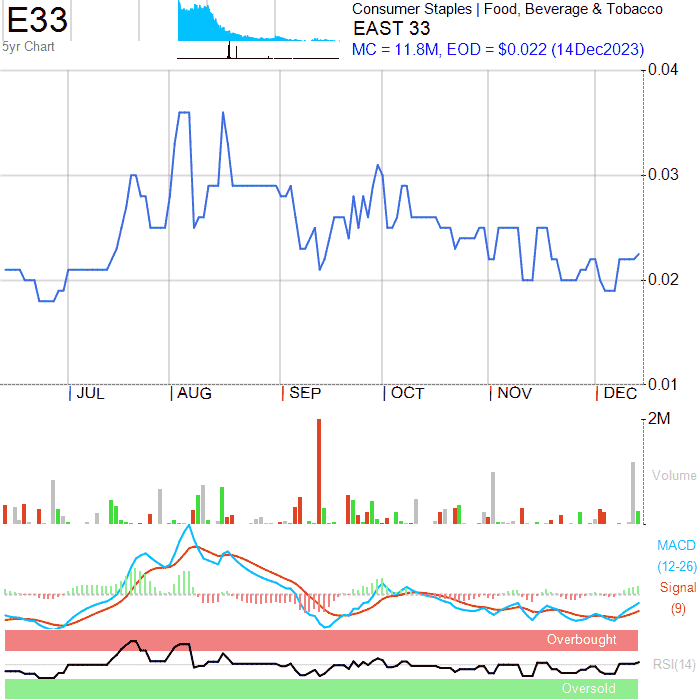 E33
5yr Chart
Consumer Staples | Food, Beverage & Tobacco
EAST 33
MC = 11.8M, EOD = $0.022 (14Dec2023)
0.04
0.03
0.02
0.01
JUL AUG SEP OCT NOV DEC
2M
Volume
MACD
(12-26)
Signal
(9)
Overbought
RSI(14)
Oversold